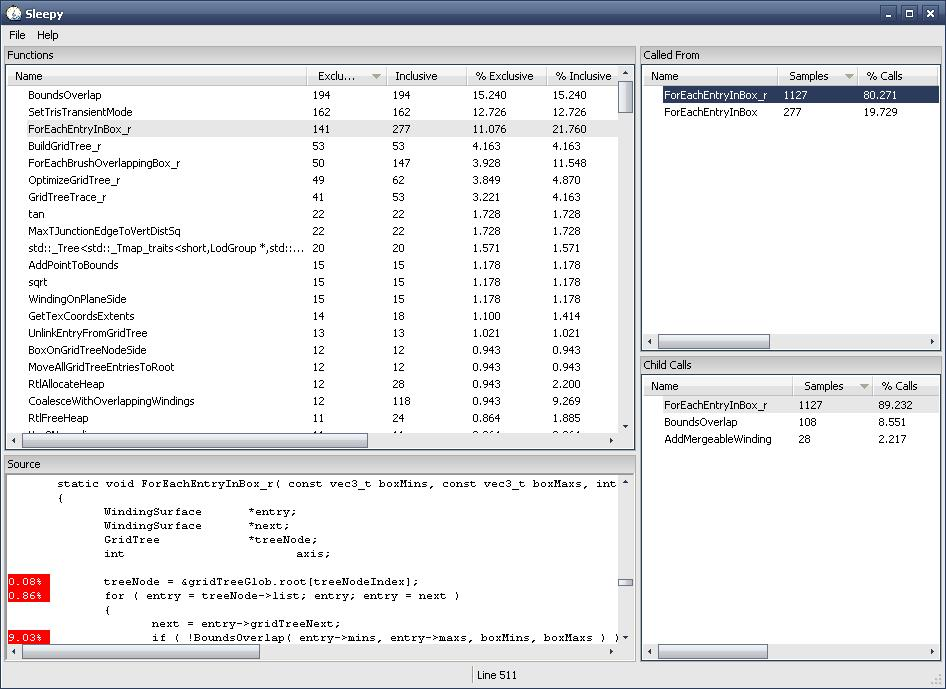 Sleepy
File Help
Functions
Name Exclu... Inclusive % Exclusive % Inclusive
BoundsOverlap 194 194 15.240 15.240
SetTrisTransientMode 162 162 12.726 12.726
ForEachEntryInBox_r 141 277 11.076 21.760
BuildGridTree_r 53 53 4.163 4.163
ForEachBrushOverlappingBox_r 50 147 3.928 11.548
OptimizeGridTree_r 49 62 3.849 4.870
GridTreeTrace_r 41 53 3.221 4.163
tan 22 22 1.728 1.728
MaxTJunctionEdgeToVertDistSq 22 22 1.728 1.728
std::_Tree<std::_Tmap_traits<short,LodGroup *,std::... 20 20 1.571 1.571
AddPointToBounds 15 15 1.178 1.178
sqrt 15 15 1.178 1.178
WindingOnPlaneSide 15 15 1.178 1.178
GetTexCoordsExtents 14 18 1.100 1.414
UnlinkEntryFromGridTree 13 13 1.021 1.021
BoxOnGridTreeNodeSide 12 12 0.943 0.943
MoveAllGridTreeEntriesToRoot 12 12 0.943 0.943
RtlAllocateHeap 12 28 0.943 2.200
CoalesceWithOverlappingWindings 12 118 0.943 9.269
RtlFreeHeap 11 24 0.864 1.885
Source
static void ForEachEntryInBox_r( const vec3_t boxMins, const vec3_t boxMaxs, int
{
WindingSurface *entry;
WindingSurface *next;
GridTree *treeNode;
int axis;
0.08% treeNode = &gridTreeGlob.root[treeNodeIndex];
0.86% for ( entry = treeNode->list; entry; entry = next )
{
next = entry->gridTreeNext;
9.03% if ( !BoundsOverlap( entry->mins, entry->maxs, boxMins, boxMaxs ) )
Called From
Name Samples % Calls
ForEachEntryInBox_r 1127 80.271
ForEachEntryInBox 277 19.729
Child Calls
Name Samples % Calls
ForEachEntryInBox_r 1127 89.232
BoundsOverlap 108 8.551
AddMergeableWinding 28 2.217
Line 511